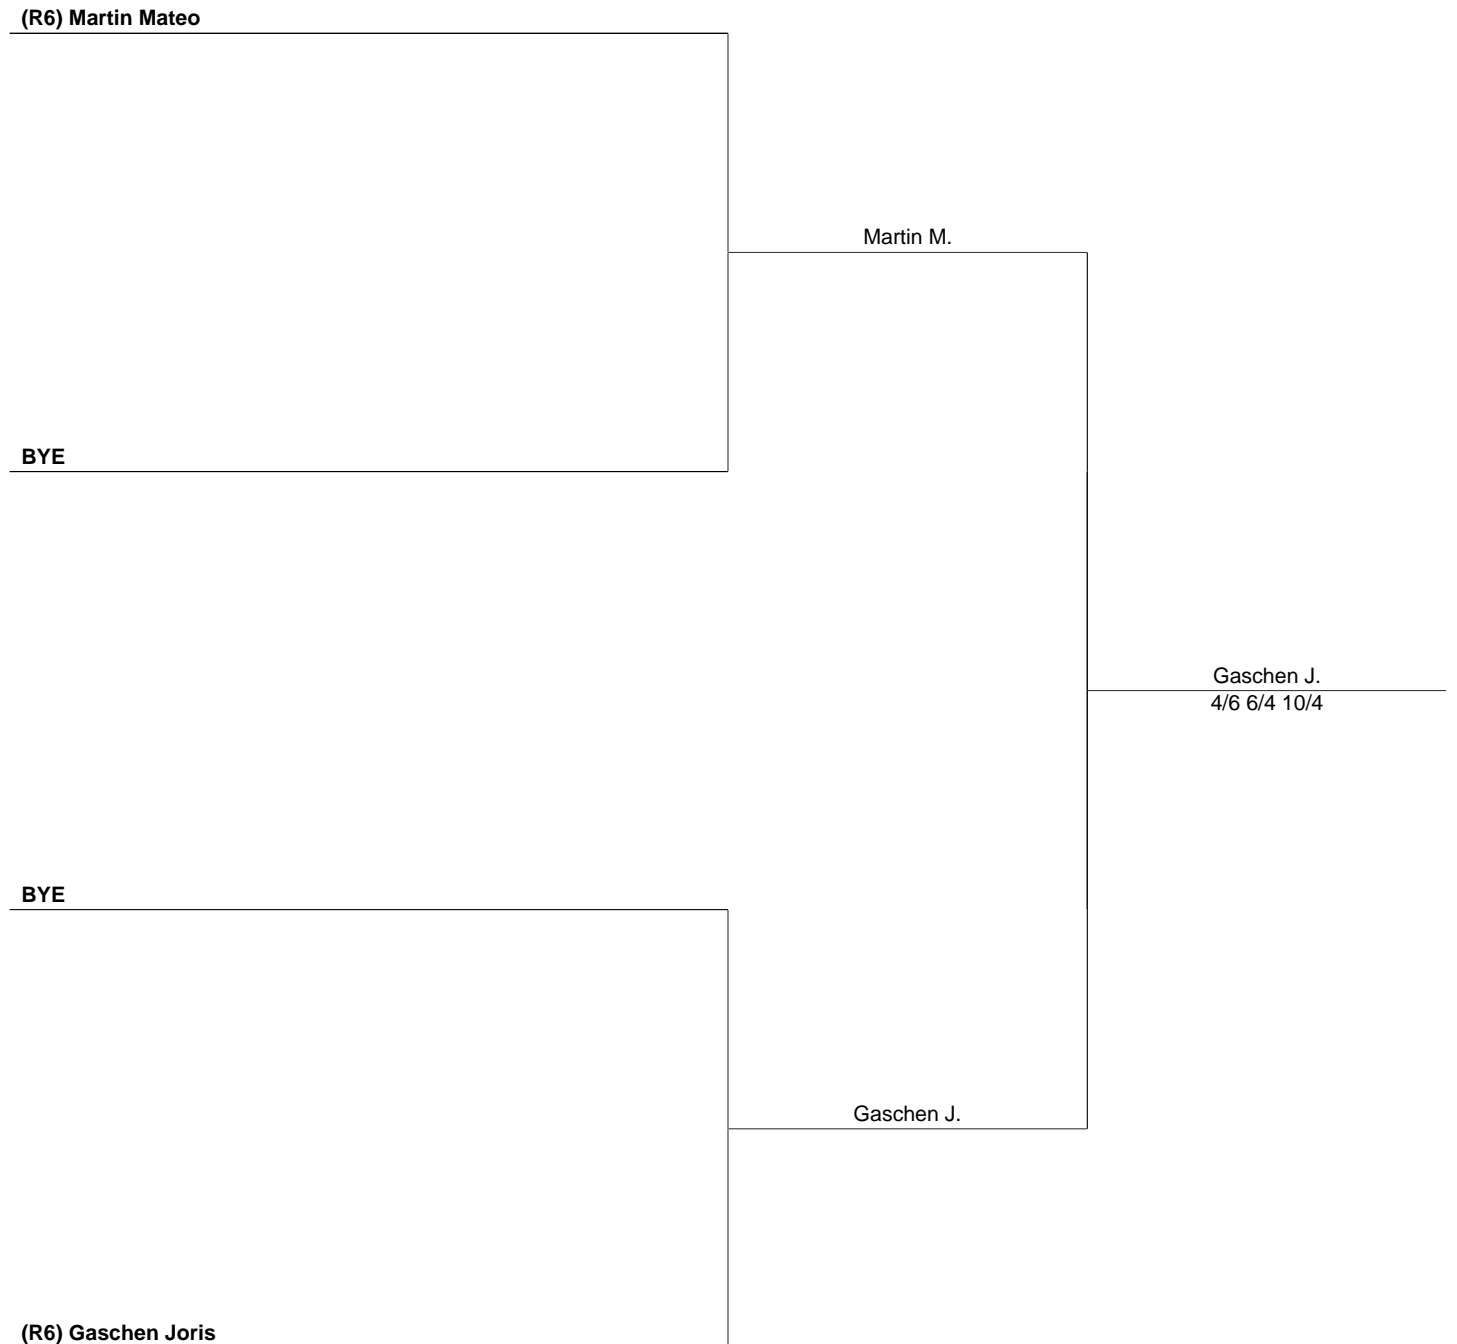 (R6) Martin Mateo
Martin M.
BYE
Gaschen J.
4/6 6/4 10/4
BYE
Gaschen J.
(R6) Gaschen Joris